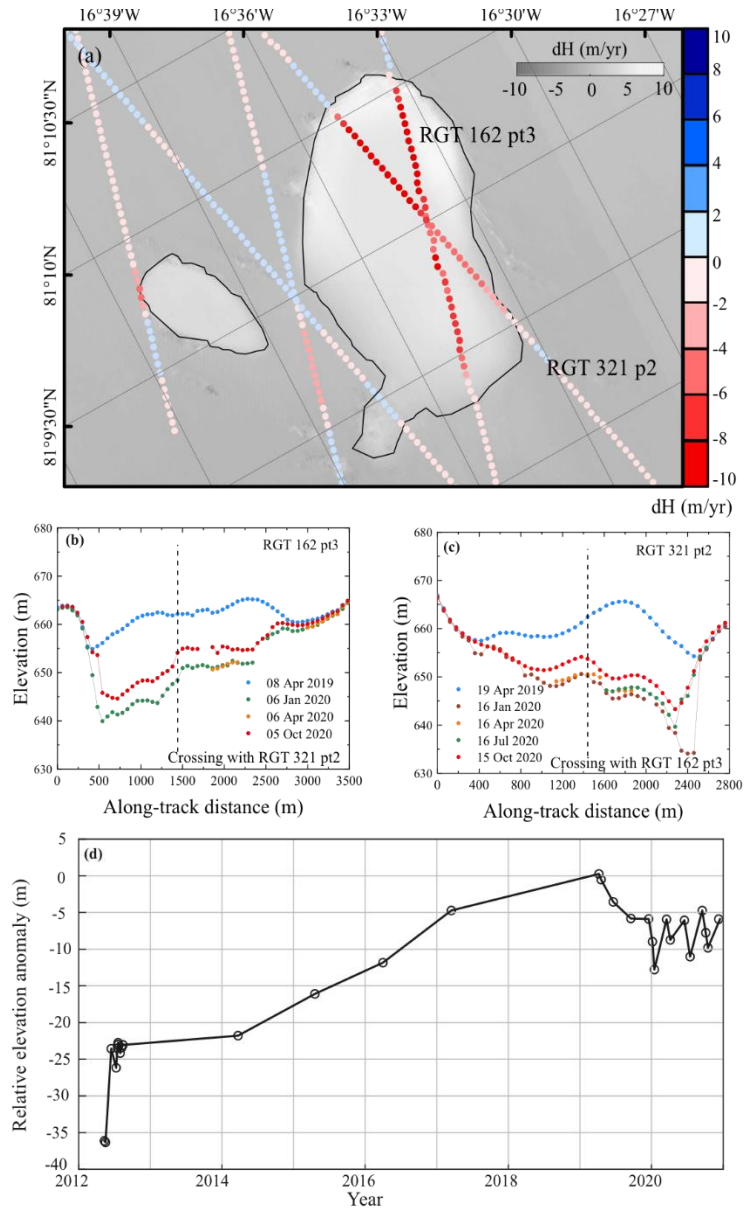 16°39'W 16°36'W 16°33'W 16°30'W 16°27'W
(a)
dH (m/yr)
-10 0 5 10
RGT 162 pt3
RGT 321 p2
81°10'30"N
81°10'N
81°9'30"N
10
8
6
4
2
0
-2
-4
-6
-8
-10
dH (m/yr)
(b)
RGT 162 pt3
680
670
660
650
640
630
Elevation (m)
08 Apr 2019
06 Jan 2020
06 Apr 2020
05 Oct 2020
Crossing with RGT 321 pt2
0 500 1000 1500 2000 2500 3000 3500
Along-track distance (m)
(c)
RGT 321 pt2
680
670
660
650
640
630
Elevation (m)
19 Apr 2019
16 Jan 2020
16 Apr 2020
16 Jul 2020
15 Oct 2020
Crossing with RGT 162 pt3
0 400 800 1200 1600 2000 2400 2800
Along-track distance (m)
(d)
5
0
-5
-10
-15
-20
-25
-30
-35
-40
Relative elevation anomaly (m)
2012 2014 2016 2018 2020
Year